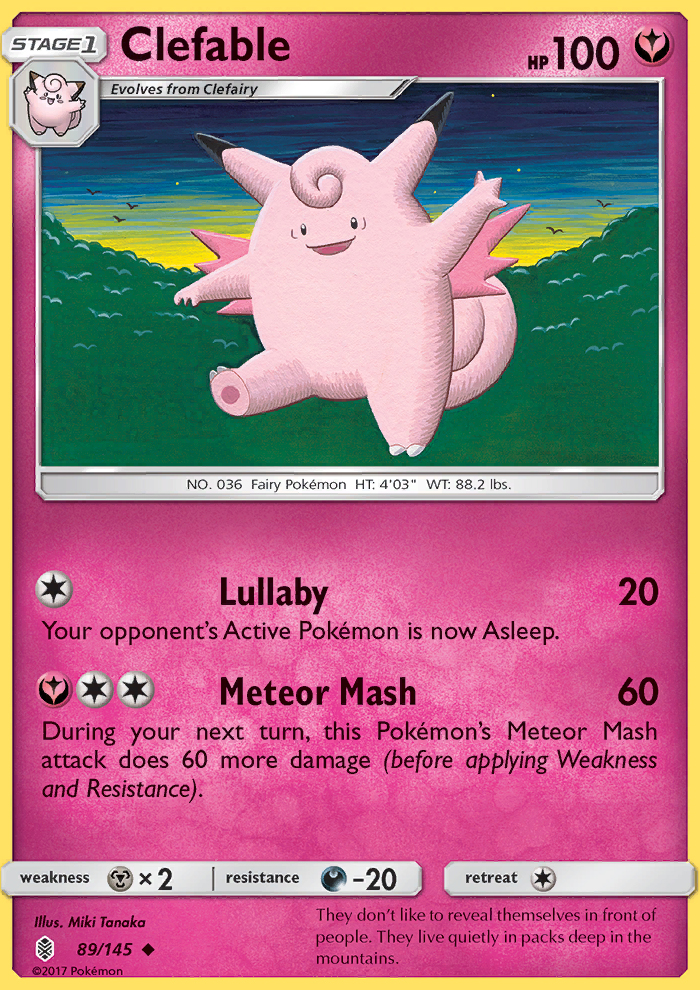 STAGE1
Clefable
HP100
Evolves from Clefairy
NO. 036 Fairy Pokémon HT: 4'03" WT: 88.2 lbs.
Lullaby 20
Your opponent's Active Pokémon is now Asleep.
Meteor Mash 60
During your next turn, this Pokémon's Meteor Mash
attack does 60 more damage (before applying Weakness
and Resistance).
weakness ×2 resistance -20 retreat
Illus. Miki Tanaka
89/145
©2017 Pokémon
They don't like to reveal themselves in front of
people. They live quietly in packs deep in the
mountains.